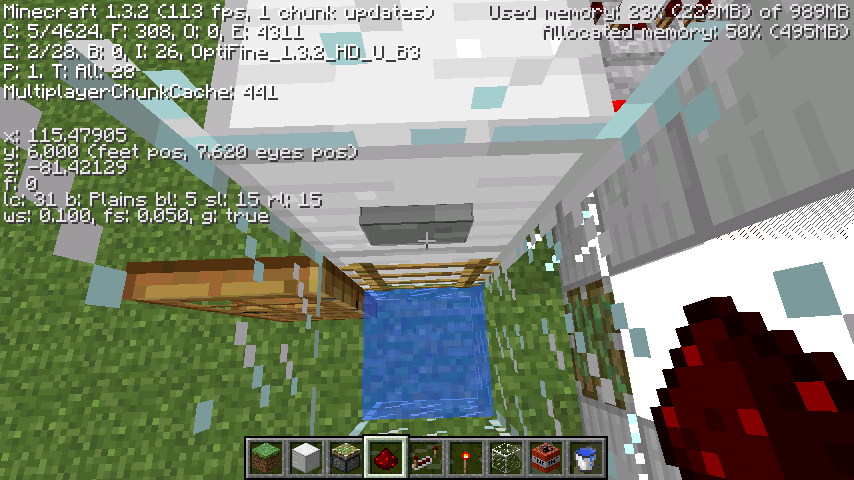 Minecraft 1.3.2 (113 fps, 1 chunk updates)
C: 5/4624, F: 308, O: 0, E: 4311
E: 2/28, B: 0, I: 26, OptiFine_1.3.2_HD_U_B3
P: 1, T: All: 28
MultiplayerChunkCache: 441
x: 115.47905
y: 6.000 (feet pos, 7.620 eyes pos)
z: -81.42129
f: 0
lc: 31 b: Plains bl: 5 sl: 15 rl: 15
ws: 0.100, fs: 0.050, g: true
Used memory: 23% (229MB) of 989MB
Allocated memory: 50% (495MB)